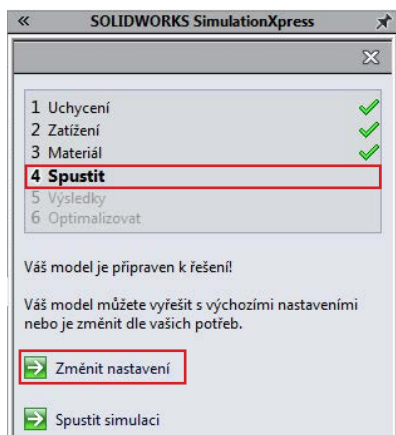 « SOLIDWORKS SimulationXpress
1 Uchycení
2 Zatížení
3 Materiál
4 Spustit
5 Výsledky
6 Optimalizovat
Váš model je připraven k řešení!
Váš model můžete vyřešit s výchozími nastaveními
nebo je změnit dle vašich potřeb.
Změnit nastavení
Spustit simulaci